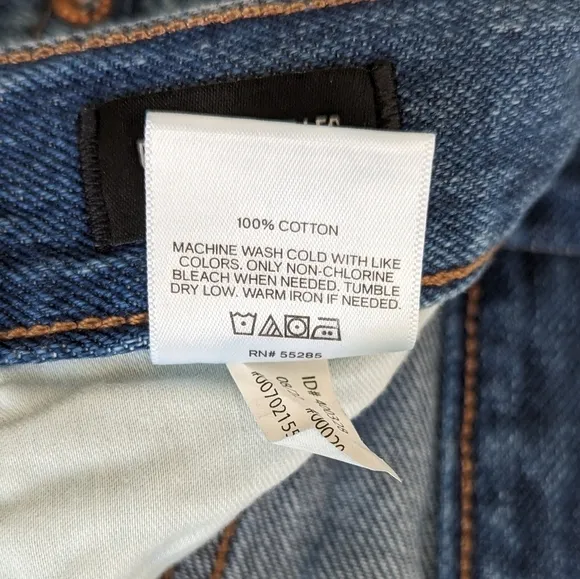 100% COTTON
MACHINE WASH COLD WITH LIKE
COLORS. ONLY NON-CHLORINE
BLEACH WHEN NEEDED. TUMBLE
DRY LOW. WARM IRON IF NEEDED.
RN# 55285
ID#